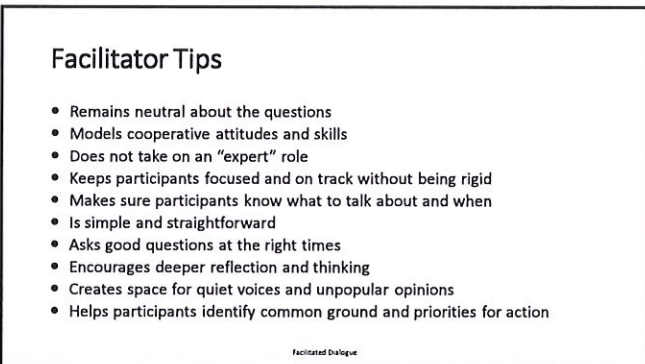 Facilitator Tips
• Remains neutral about the questions
• Models cooperative attitudes and skills
• Does not take on an “expert” role
• Keeps participants focused and on track without being rigid
• Makes sure participants know what to talk about and when
• Is simple and straightforward
• Asks good questions at the right times
• Encourages deeper reflection and thinking
• Creates space for quiet voices and unpopular opinions
• Helps participants identify common ground and priorities for action
Facilitated Dialogue